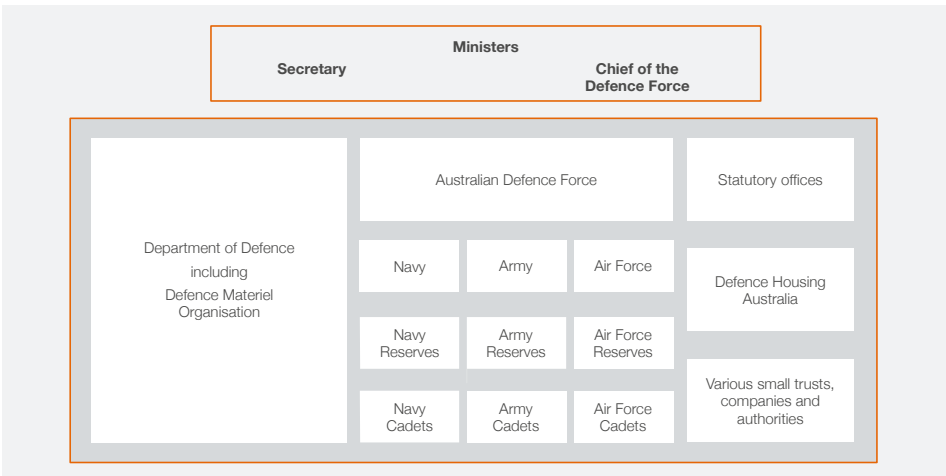 Ministers
Secretary
Chief of the
Defence Force
Department of Defence
including
Defence Materiel
Organisation
Australian Defence Force
Statutory offices
Navy
Army
Air Force
Defence Housing
Australia
Navy
Reserves
Army
Reserves
Air Force
Reserves
Various small trusts,
companies and
authorities
Navy
Cadets
Army
Cadets
Air Force
Cadets